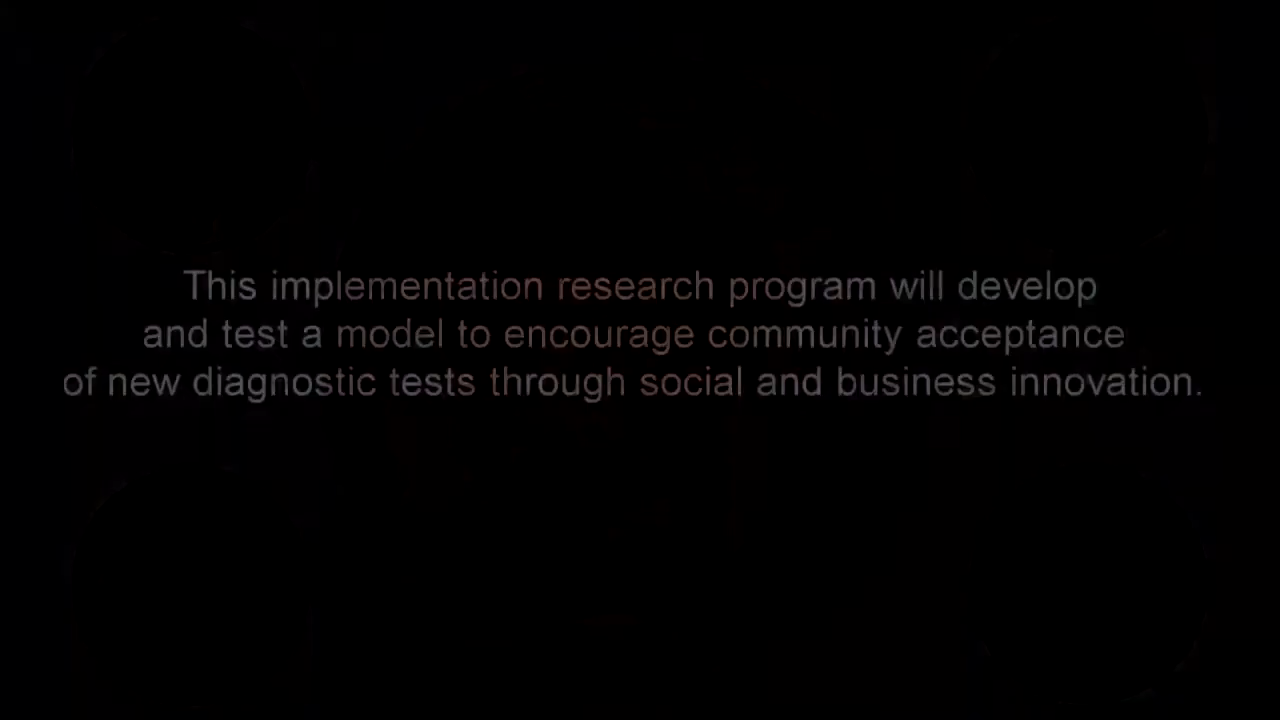 This implementation research program will develop
and test a model to encourage community acceptance
of new diagnostic tests through social and business innovation.